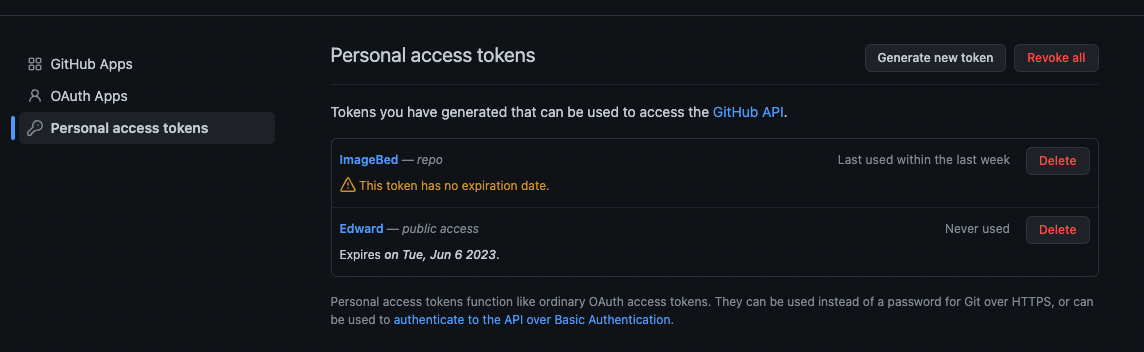 Personal access tokens
Generate new token
Revoke all
GitHub Apps
OAuth Apps
Personal access tokens
Tokens you have generated that can be used to access the GitHub API.
ImageBed — repo
Last used within the last week
Delete
This token has no expiration date.
Edward — public access
Never used
Delete
Expires on Tue, Jun 6 2023.
Personal access tokens function like ordinary OAuth access tokens. They can be used instead of a password for Git over HTTPS, or can
be used to authenticate to the API over Basic Authentication.